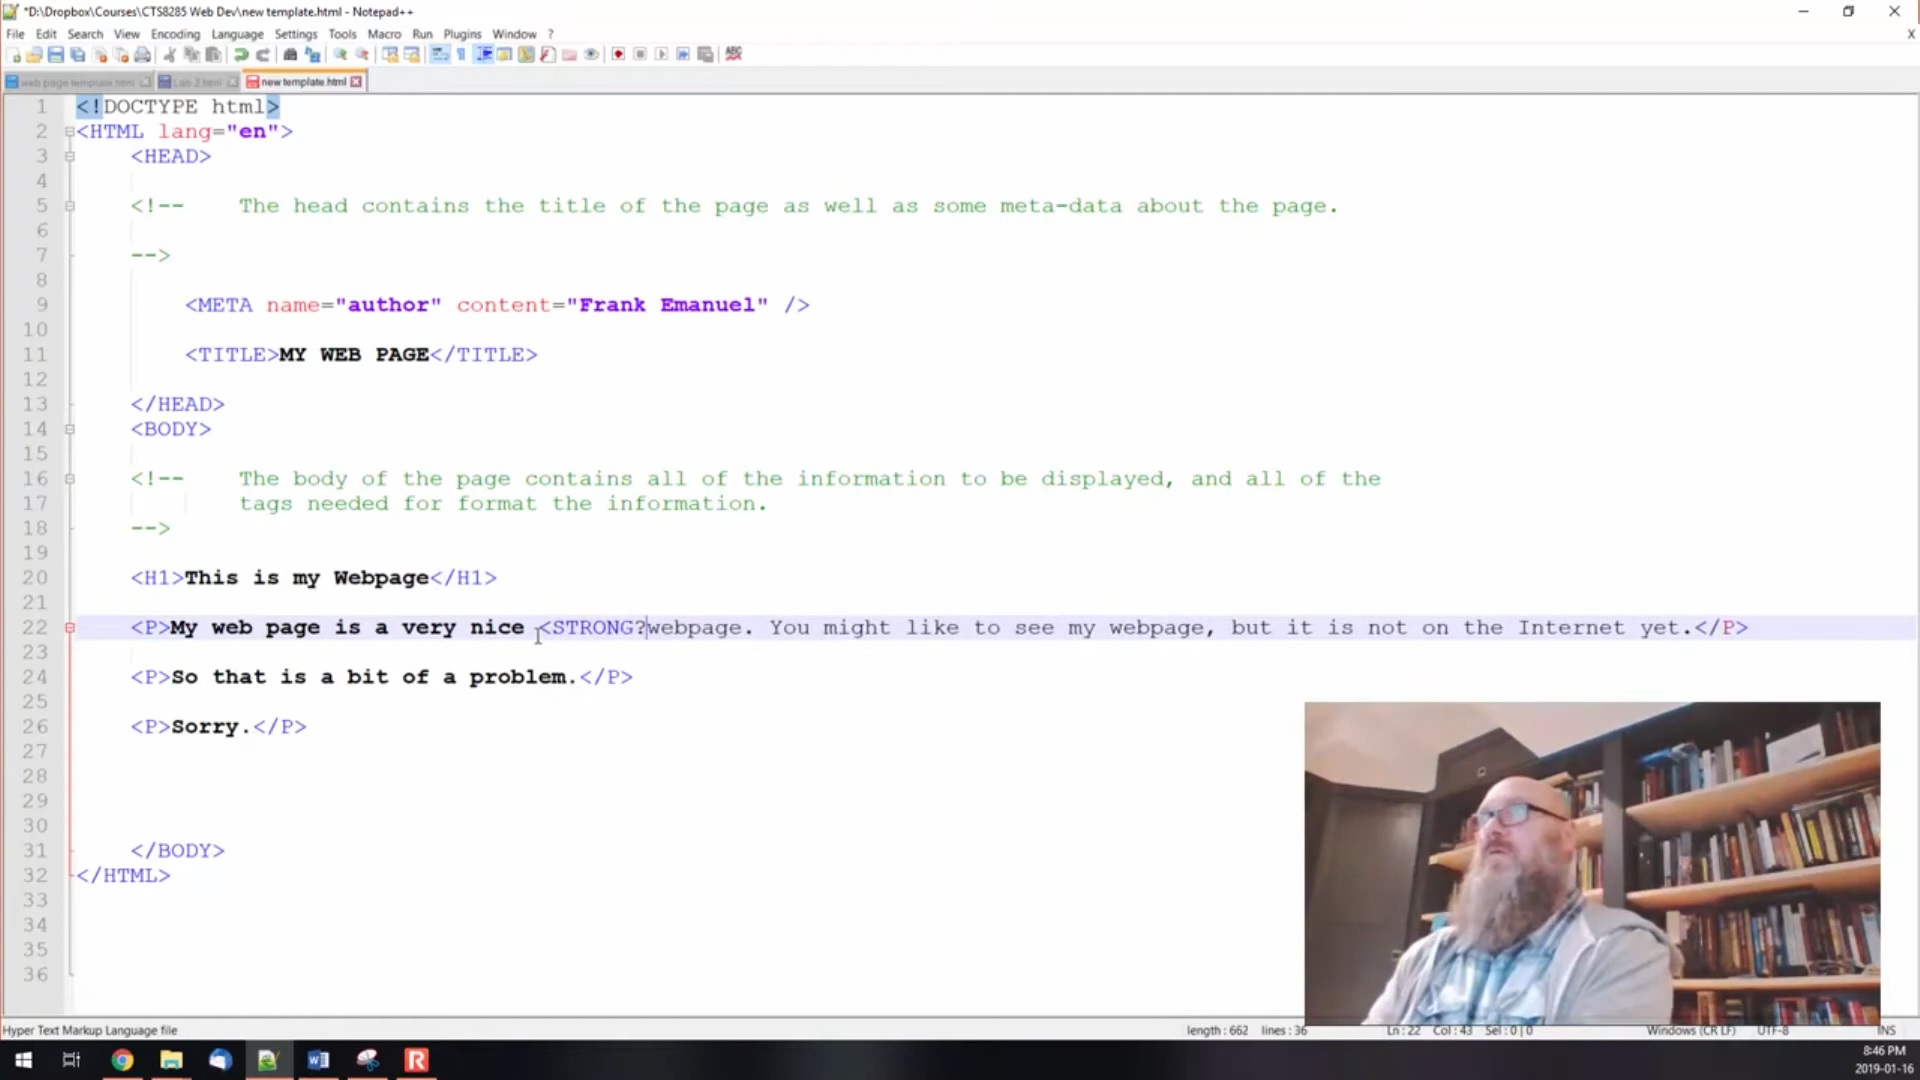 *D:\Dropbox\Courses\CTS8285 Web Dev\new template.html - Notepad++
File Edit Search View Encoding Language Settings Tools Macro Run Plugins Window ? X
web page template.html Lab 2.html new template.html
1 <!DOCTYPE html>
2 <HTML lang="en">
3 <HEAD>
4
5 <!-- The head contains the title of the page as well as some meta-data about the page.
6
7 -->
8
9 <META name="author" content="Frank Emanuel" />
10
11 <TITLE>MY WEB PAGE</TITLE>
12
13 </HEAD>
14 <BODY>
15
16 <!-- The body of the page contains all of the information to be displayed, and all of the
17 tags needed for format the information.
18 -->
19
20 <H1>This is my Webpage</H1>
21
22 <P>My web page is a very nice <STRONG?webpage. You might like to see my webpage, but it is not on the Internet yet.</P>
23
24 <P>So that is a bit of a problem.</P>
25
26 <P>Sorry.</P>
27
28
29
30
31 </BODY>
32 </HTML>
33
34
35
36
Hyper Text Markup Language file length : 662 lines : 36 Ln : 22 Col : 43 Sel : 0 | 0 Windows (CR LF) UTF-8 INS
8:46 PM
2019-01-16